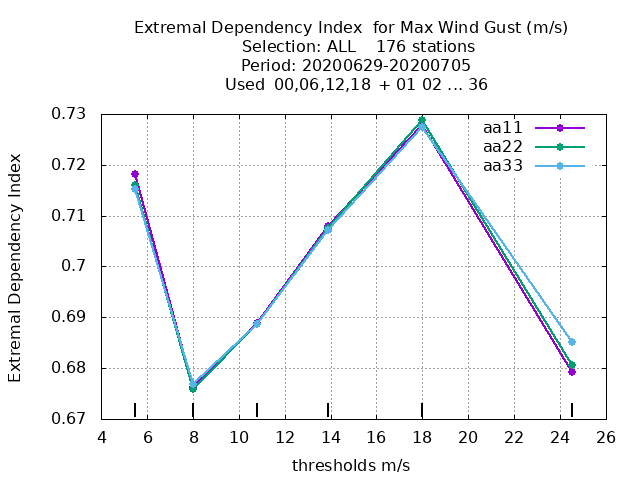 Extremal Dependency Index  for Max Wind Gust (m/s)
Selection: ALL    176 stations
Period: 20200629-20200705
Used  00,06,12,18 + 01 02 ... 36
aa11
aa22
aa33
Extremal Dependency Index
0.73
0.72
0.71
0.7
0.69
0.68
0.67
4 6 8 10 12 14 16 18 20 22 24 26
thresholds m/s